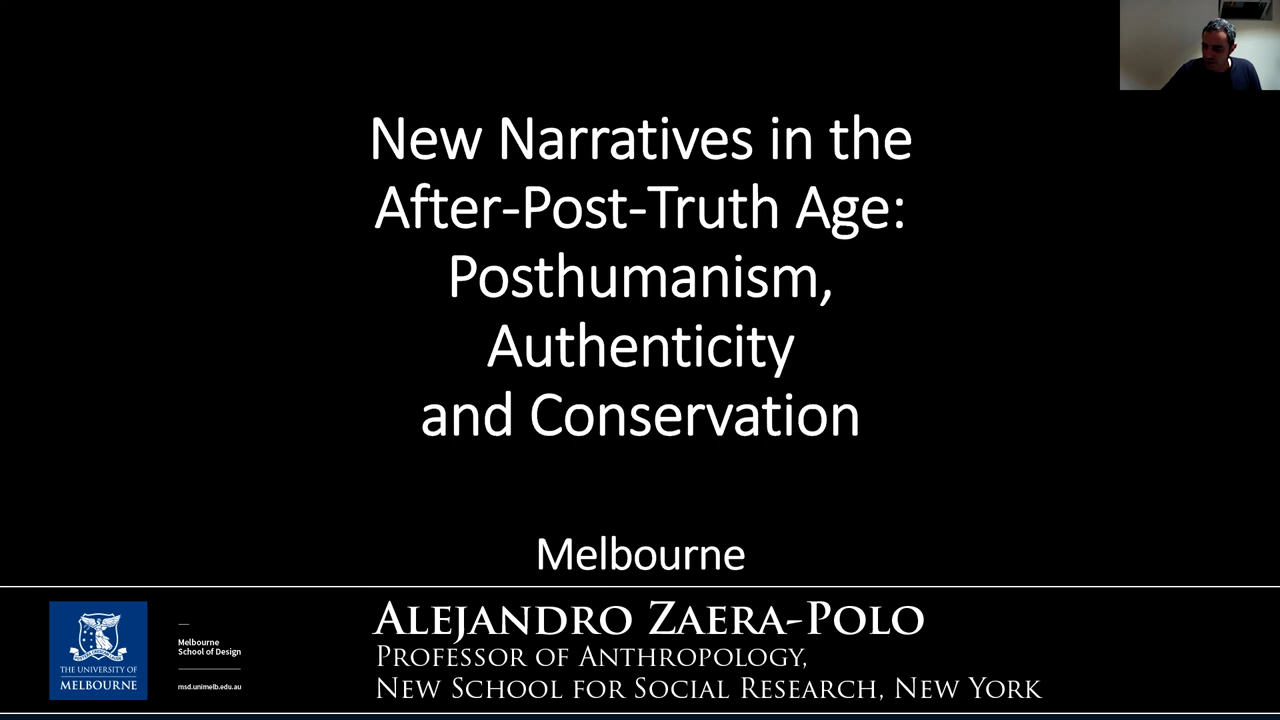 New Narratives in the
After-Post-Truth Age:
Posthumanism,
Authenticity
and Conservation
Melbourne
THE UNIVERSITY OF
MELBOURNE
Melbourne
School of Design
msd.unimelb.edu.au
ALEJANDRO ZAERA-POLO
PROFESSOR OF ANTHROPOLOGY,
NEW SCHOOL FOR SOCIAL RESEARCH, NEW YORK